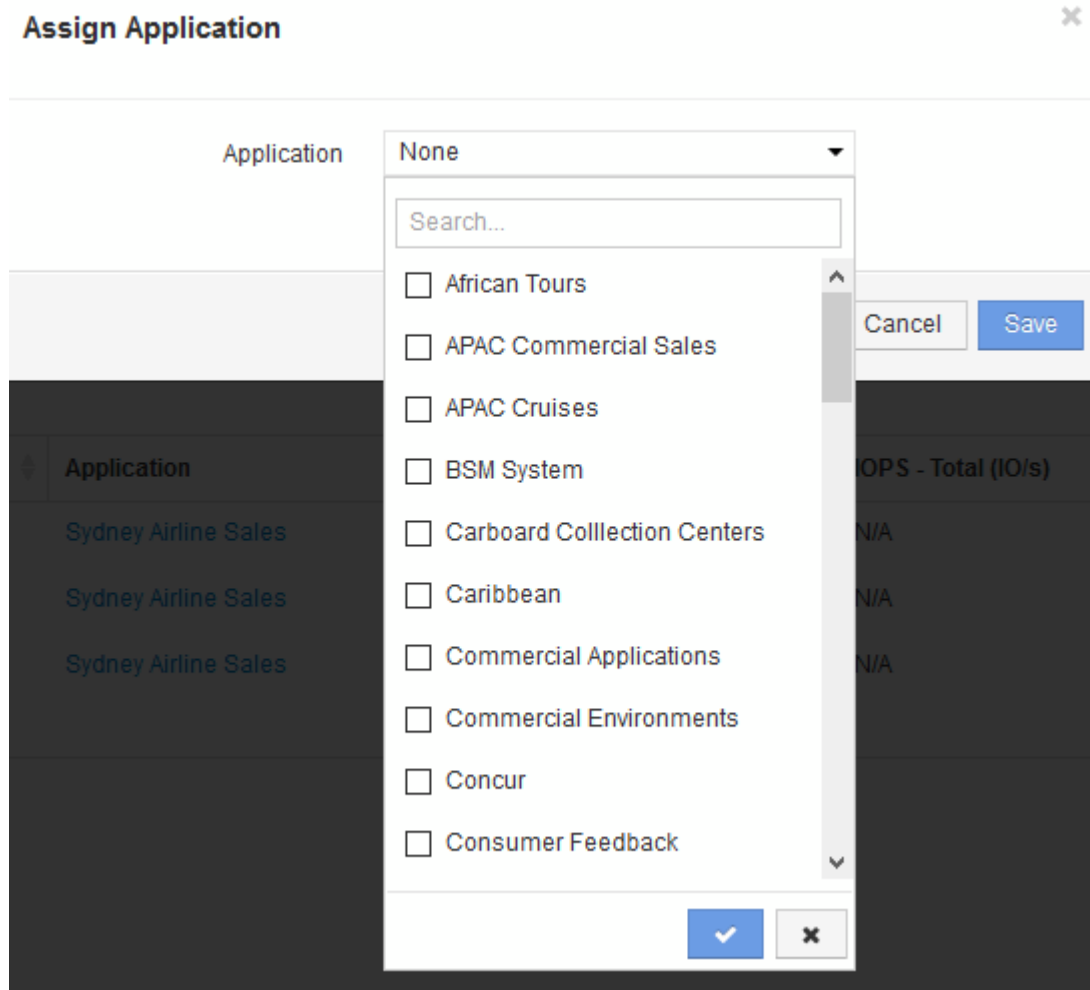 Assign Application
Application None
Search...
African Tours
APAC Commercial Sales
Cancel Save
APAC Cruises
Application IOPS - Total (IO/s)
BSM System
Sydney Airline Sales Carboard Colllection Centers N/A
Sydney Airline Sales Caribbean N/A
Sydney Airline Sales Commercial Applications N/A
Commercial Environments
Concur
Consumer Feedback